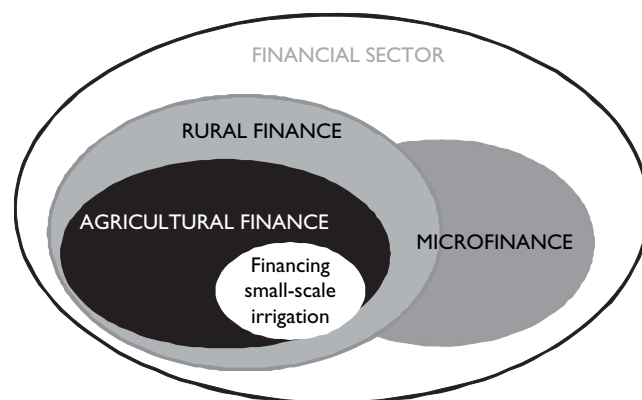 FINANCIAL SECTOR
RURAL FINANCE
AGRICULTURAL FINANCE
MICROFINANCE
Financing
small-scale
irrigation